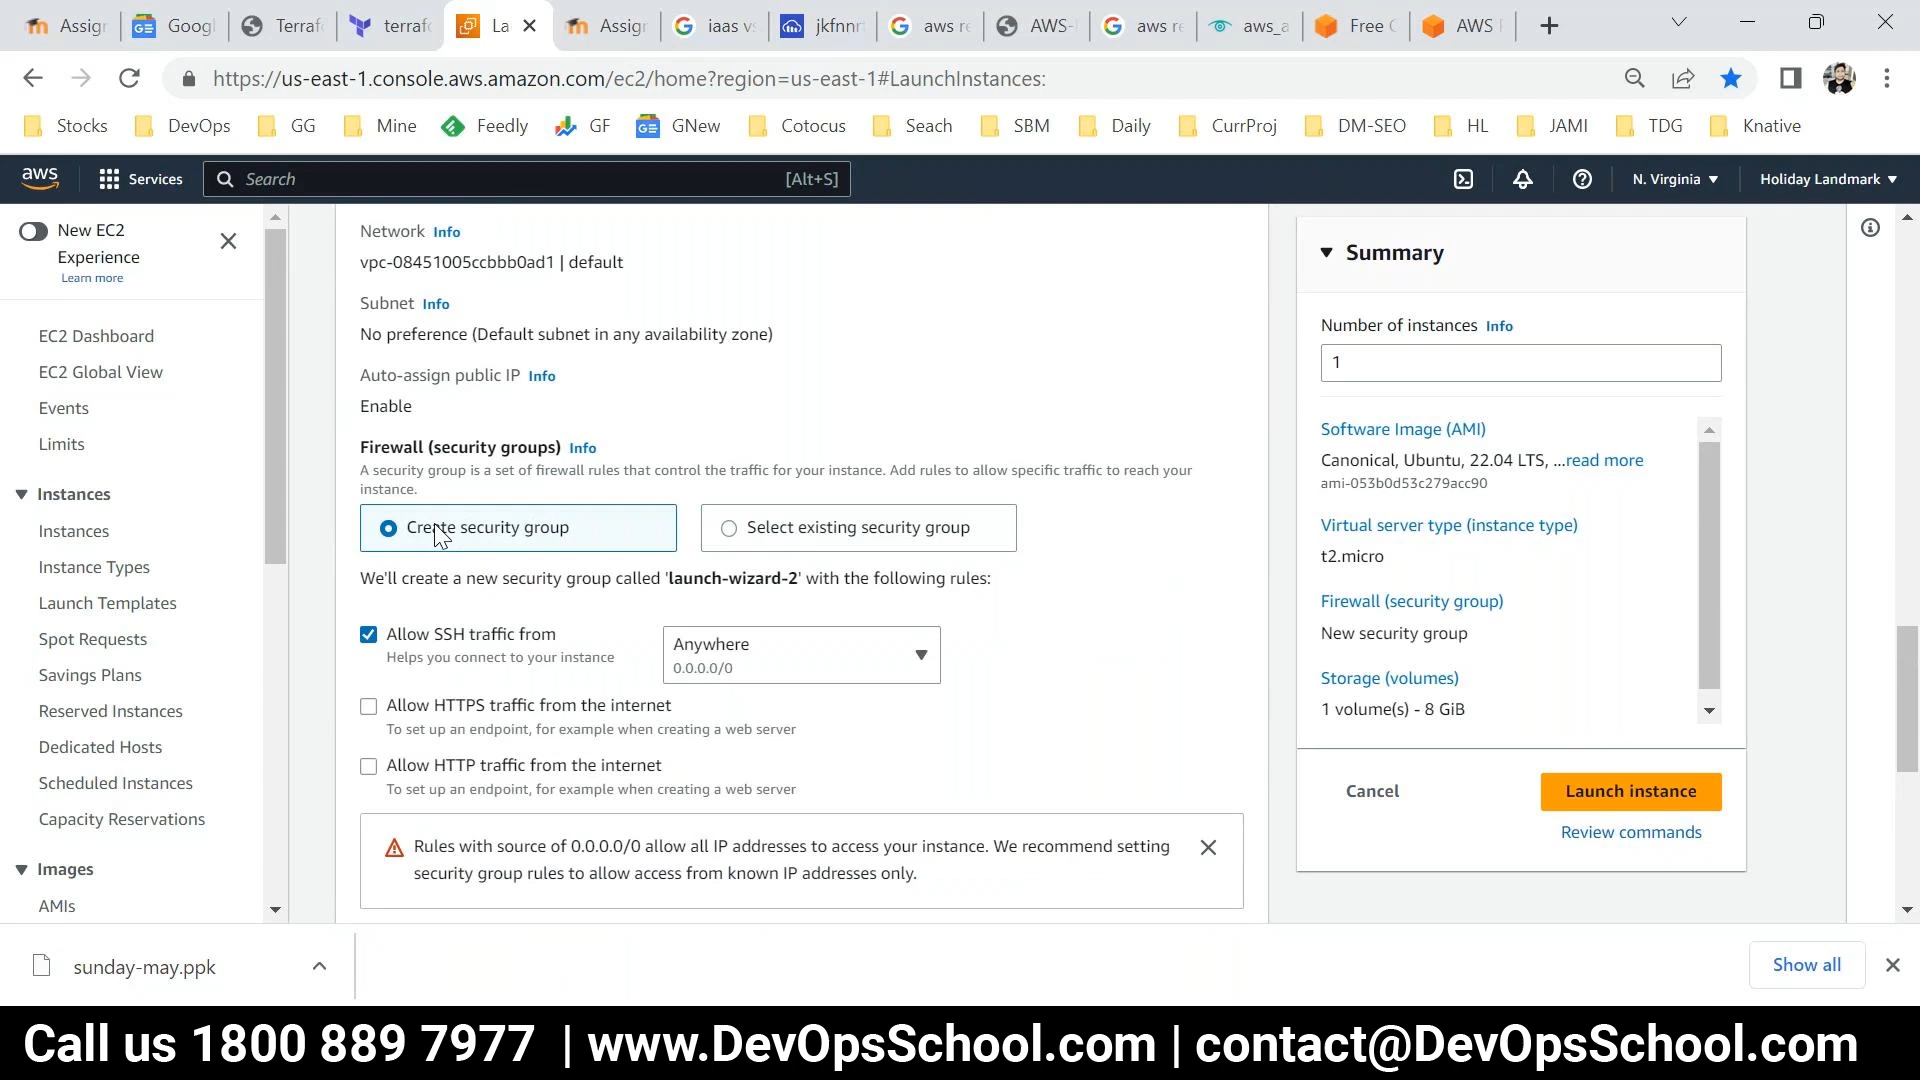 Assign
Googl
Terrafo
terrafo
La
Assign
iaas vs
jkfnnr
aws re
AWS-
aws re
aws_a
Free C
AWS
https://us-east-1.console.aws.amazon.com/ec2/home?region=us-east-1#LaunchInstances:
Stocks
DevOps
GG
Mine
Feedly
GF
GNew
Cotocus
Seach
SBM
Daily
CurrProj
DM-SEO
HL
JAMI
TDG
Knative
aws
Services
Search
[Alt+S]
N. Virginia
Holiday Landmark
New EC2
Experience
Learn more
EC2 Dashboard
EC2 Global View
Events
Limits
Instances
Instances
Instance Types
Launch Templates
Spot Requests
Savings Plans
Reserved Instances
Dedicated Hosts
Scheduled Instances
Capacity Reservations
Images
AMIs
Network Info
vpc-08451005ccbbb0ad1 | default
Subnet Info
No preference (Default subnet in any availability zone)
Auto-assign public IP Info
Enable
Firewall (security groups) Info
A security group is a set of firewall rules that control the traffic for your instance. Add rules to allow specific traffic to reach your
instance.
Create security group
Select existing security group
We'll create a new security group called 'launch-wizard-2' with the following rules:
Allow SSH traffic from
Helps you connect to your instance
Anywhere
0.0.0.0/0
Allow HTTPS traffic from the internet
To set up an endpoint, for example when creating a web server
Allow HTTP traffic from the internet
To set up an endpoint, for example when creating a web server
Rules with source of 0.0.0.0/0 allow all IP addresses to access your instance. We recommend setting
security group rules to allow access from known IP addresses only.
Summary
Number of instances Info
1
Software Image (AMI)
Canonical, Ubuntu, 22.04 LTS, ...read more
ami-053b0d53c279acc90
Virtual server type (instance type)
t2.micro
Firewall (security group)
New security group
Storage (volumes)
1 volume(s) - 8 GiB
Cancel
Launch instance
Review commands
sunday-may.ppk
Show all
Call us 1800 889 7977 | www.DevOpsSchool.com | contact@DevOpsSchool.com